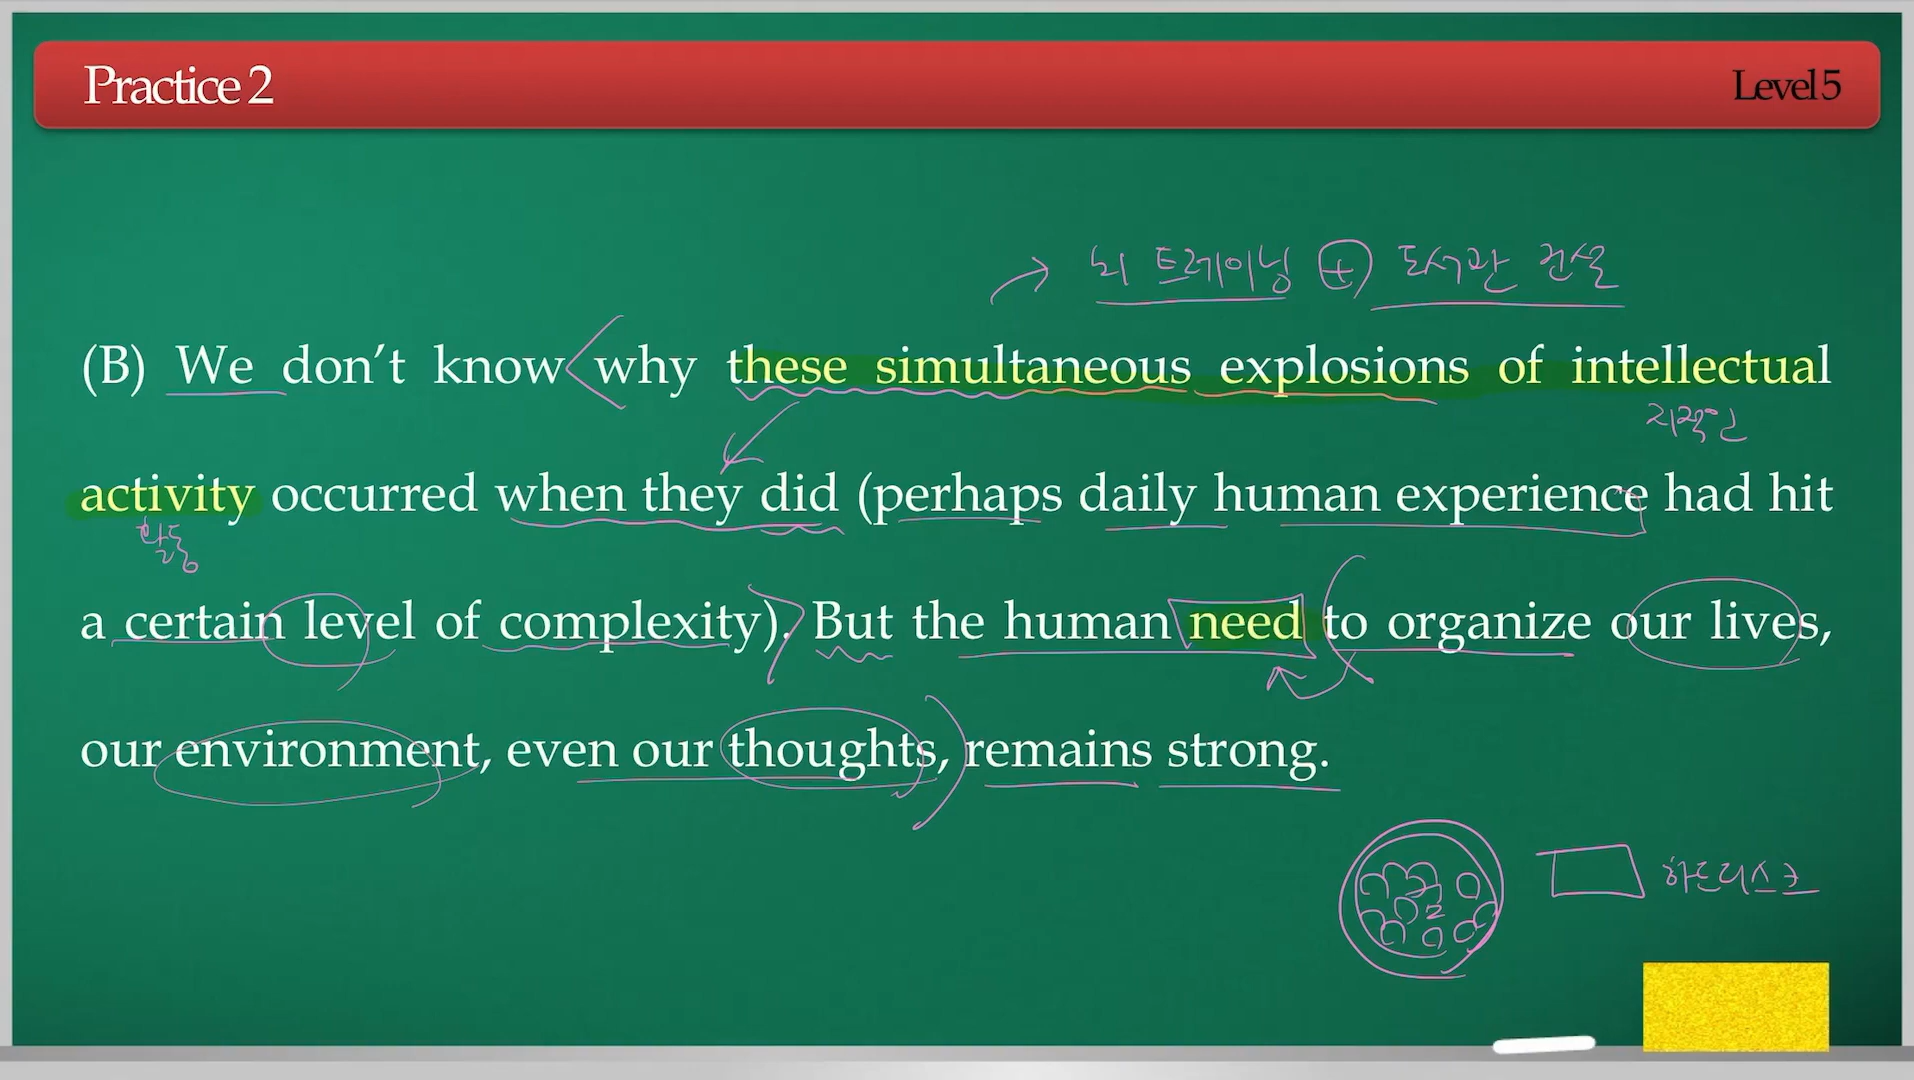 Practice 2
Level 5
뇌 트레이닝 + 도서관 건설
(B) We don't know why these simultaneous explosions of intellectual
지적인
activity occurred when they did (perhaps daily human experience had hit
활동
a certain level of complexity). But the human need to organize our lives,
our environment, even our thoughts, remains strong.
하드디스크